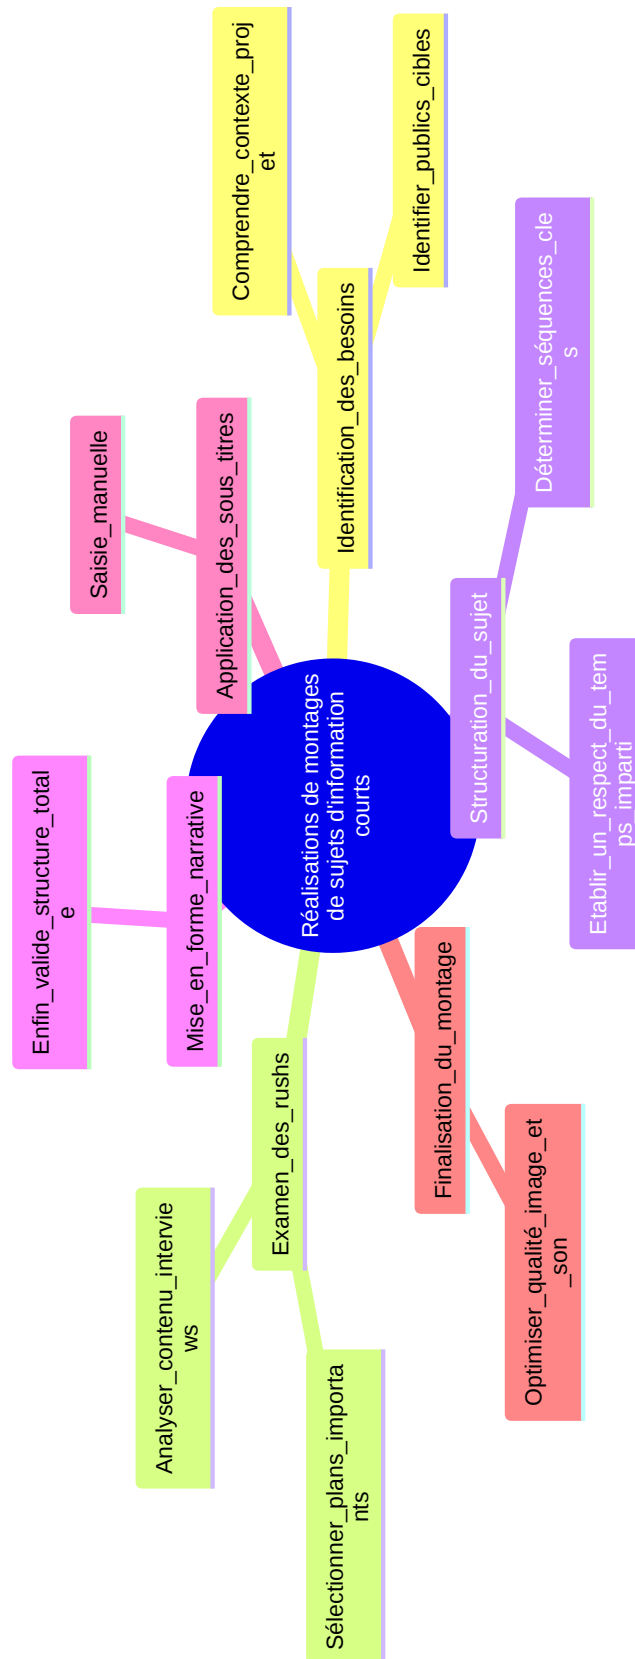 Réalisations de montages
de sujets d'information
courts
Identification_des_besoins
Comprendre_contexte_proj
et
Identifier_publics_cibles
Structuration_du_sujet
Déterminer_séquences_cle
s
Etablir_un_respect_du_tem
ps_imparti
Finalisation_du_montage
Optimiser_qualité_image_et
_son
Examen_des_rushs
Analyser_contenu_intervie
ws
Sélectionner_plans_importa
nts
Mise_en_forme_narrative
Enfin_valide_structure_total
e
Application_des_sous_titres
Saisie_manuelle